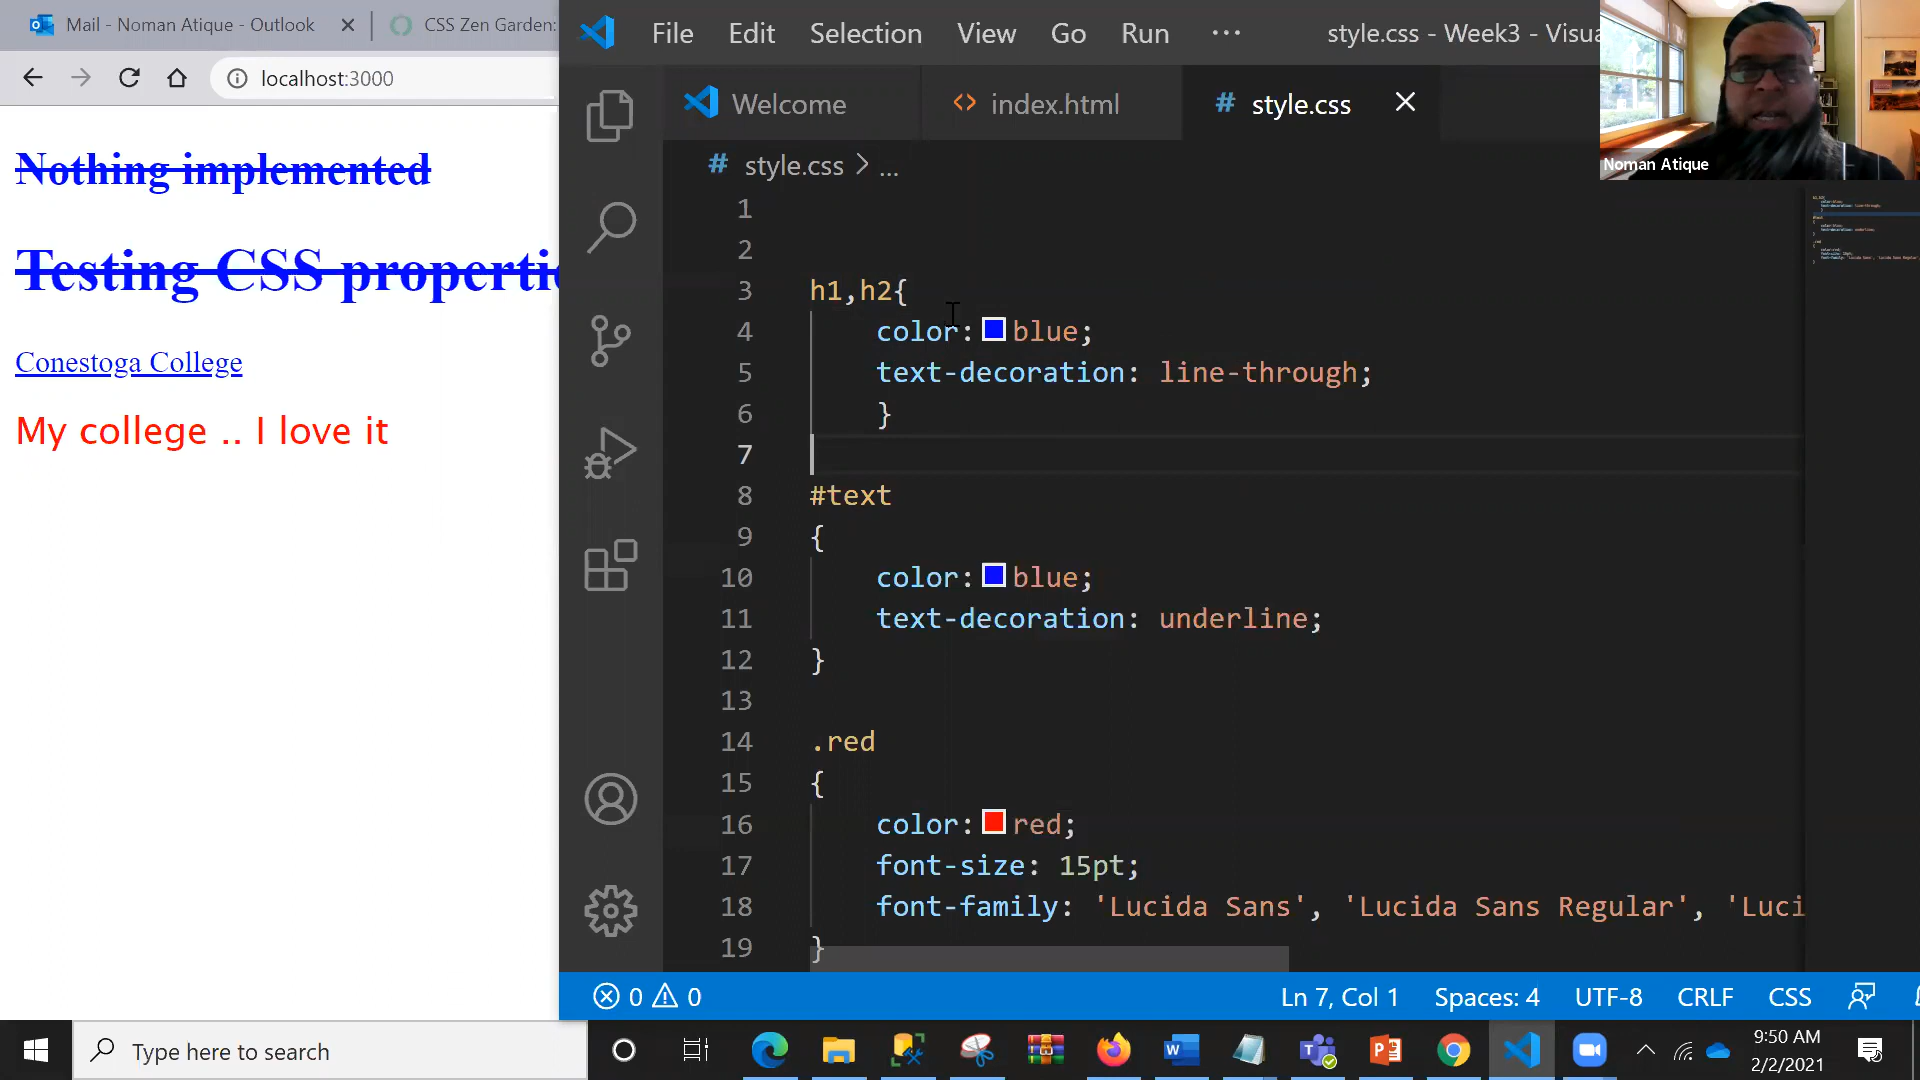 Mail - Noman Atique - Outlook
CSS Zen Garden:
localhost:3000
Nothing implemented
Testing CSS properti
Conestoga College
My college .. I love it
File Edit Selection View Go Run ···
style.css - Week3 - Visua
Noman Atique
Welcome
index.html
# style.css
# style.css > ...
1
2
3 h1,h2{
4 color: blue;
5 text-decoration: line-through;
6 }
7
8 #text
9 {
10 color: blue;
11 text-decoration: underline;
12 }
13
14 .red
15 {
16 color: red;
17 font-size: 15pt;
18 font-family: 'Lucida Sans', 'Lucida Sans Regular', 'Luci
19 }
0 0
Ln 7, Col 1 Spaces: 4 UTF-8 CRLF CSS
Type here to search
9:50 AM
2/2/2021